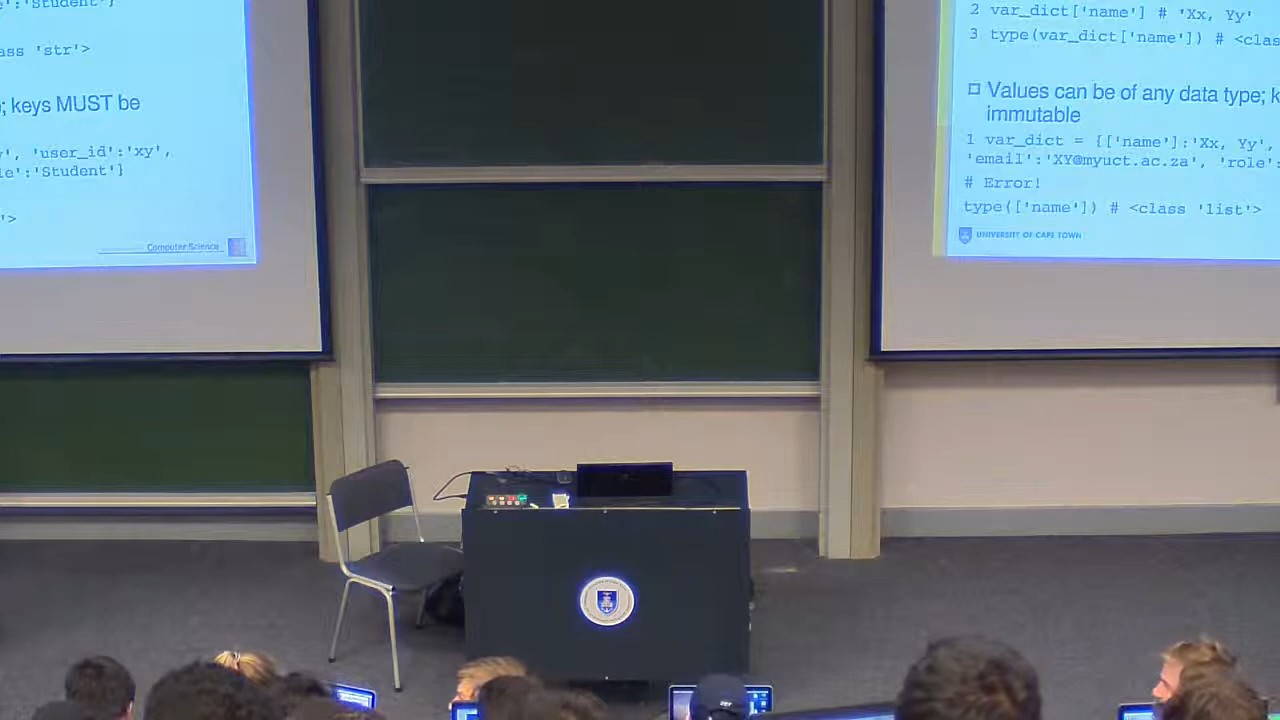 e':'Student'}
ass 'str'>
; keys MUST be
', 'user_id':'xy',
le':'Student'}
'>
Computer Science
2 var_dict['name'] # 'Xx, Yy'
3 type(var_dict['name']) # <clas
Values can be of any data type; k
immutable
1 var_dict = {['name']:'Xx, Yy',
'email':'XY@myuct.ac.za', 'role':
# Error!
type(['name']) # <class 'list'>
UNIVERSITY OF CAPE TOWN